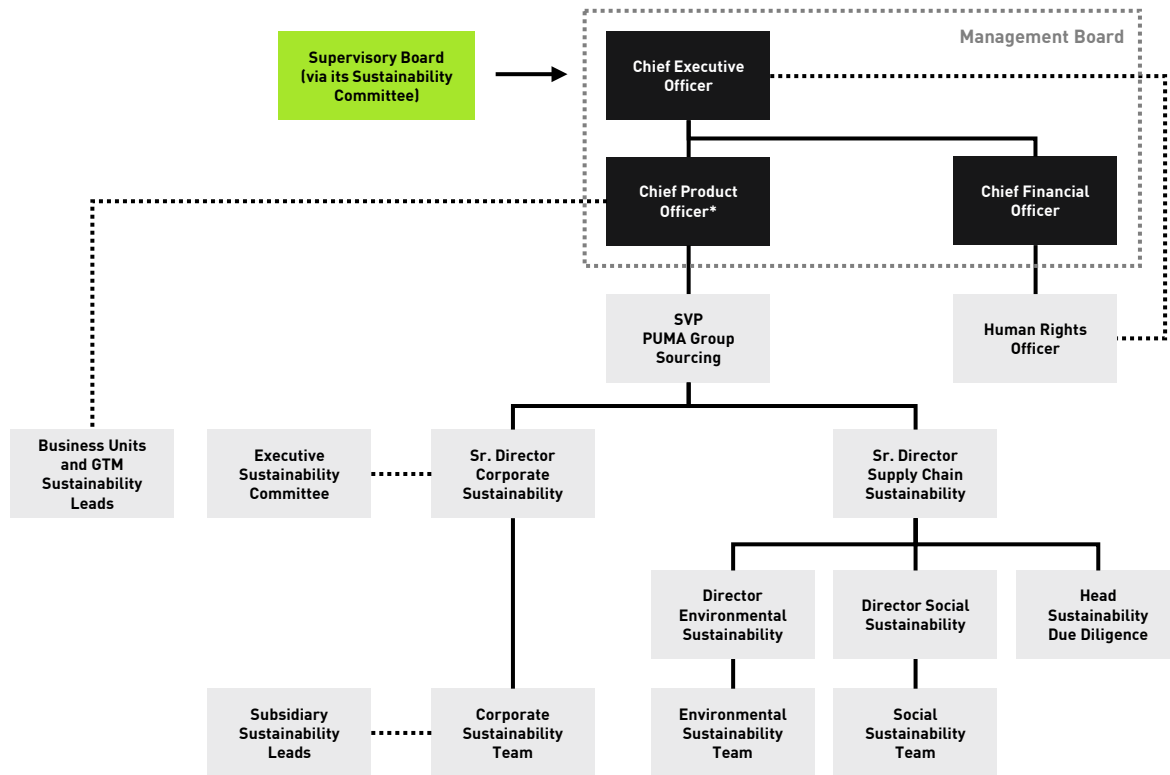 Management Board
Supervisory Board
(via its Sustainability
Committee)
Chief Executive
Officer
Chief Product
Officer*
Chief Financial
Officer
SVP
PUMA Group
Sourcing
Human Rights
Officer
Business Units
and GTM
Sustainability
Leads
Executive
Sustainability
Committee
Sr. Director
Corporate
Sustainability
Sr. Director
Supply Chain
Sustainability
Director
Environmental
Sustainability
Director Social
Sustainability
Head
Sustainability
Due Diligence
Subsidiary
Sustainability
Leads
Corporate
Sustainability
Team
Environmental
Sustainability
Team
Social
Sustainability
Team